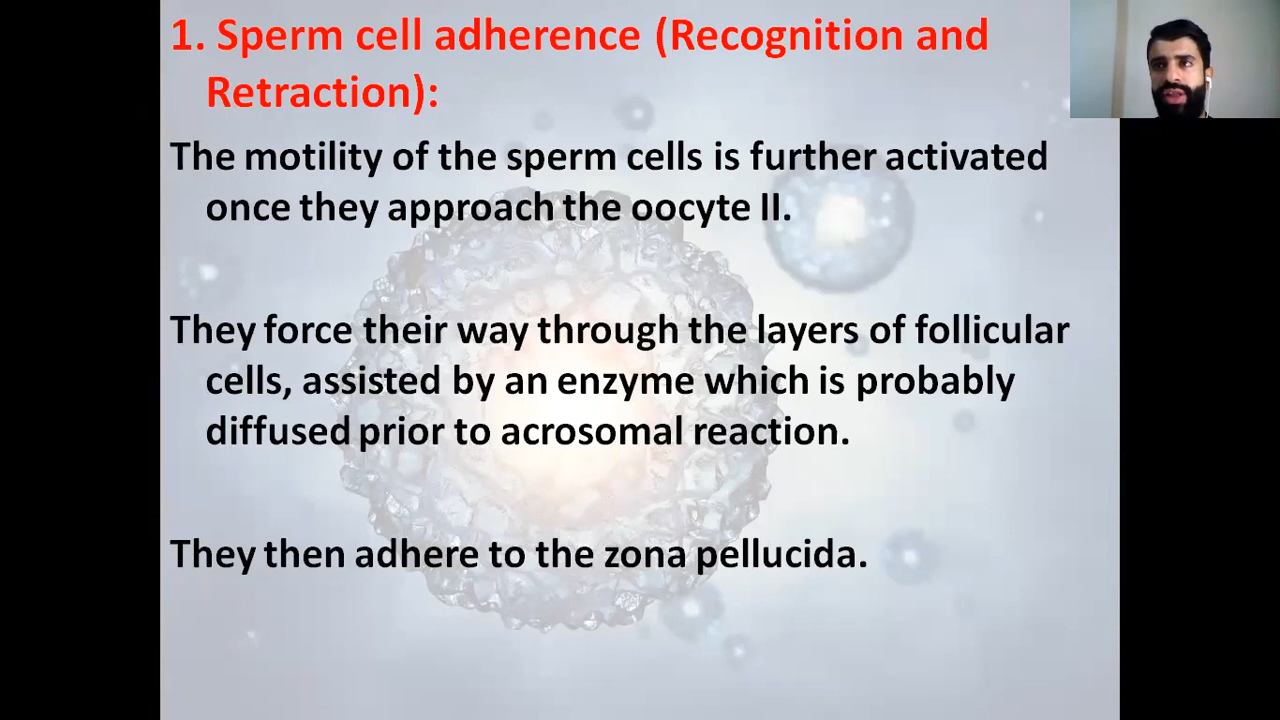 1. Sperm cell adherence (Recognition and
Retraction):
The motility of the sperm cells is further activated
once they approach the oocyte II.
They force their way through the layers of follicular
cells, assisted by an enzyme which is probably
diffused prior to acrosomal reaction.
They then adhere to the zona pellucida.